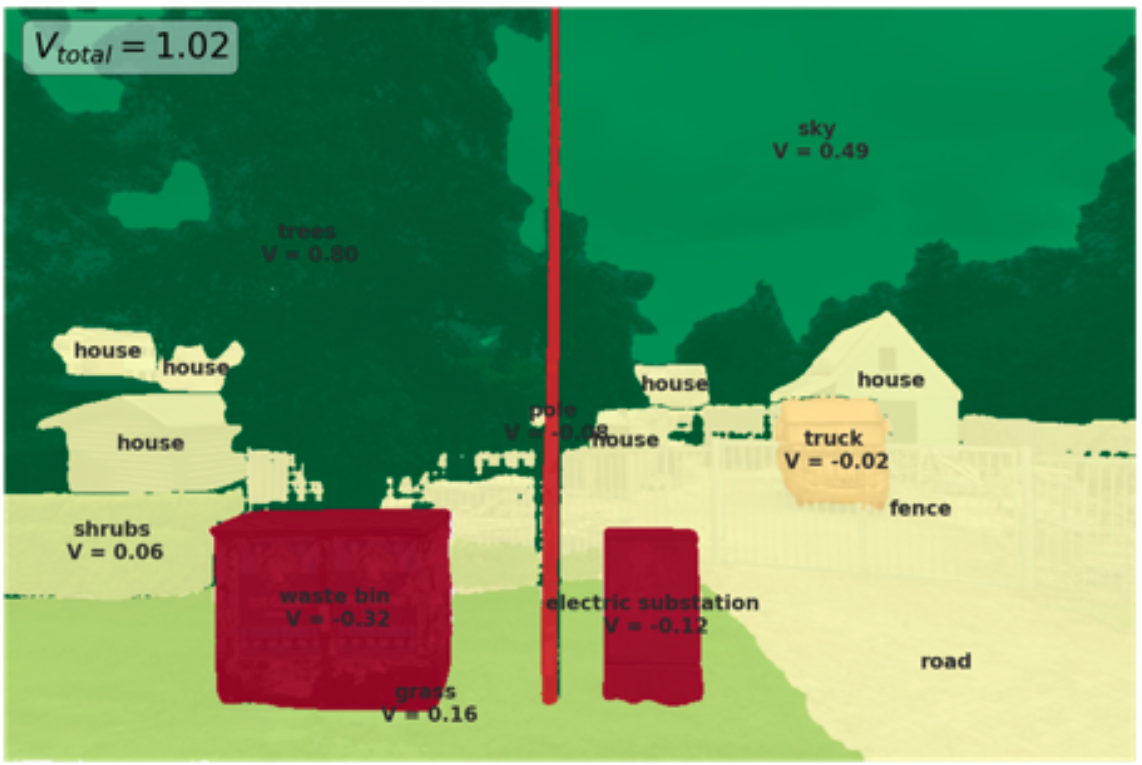 V_total = 1.02
sky
V = 0.49
trees
V = 0.80
house
house
house
house
house
pole
V = -0.08
house
truck
V = -0.02
fence
shrubs
V = 0.06
waste bin
V = -0.32
electric substation
V = -0.12
road
grass
V = 0.16